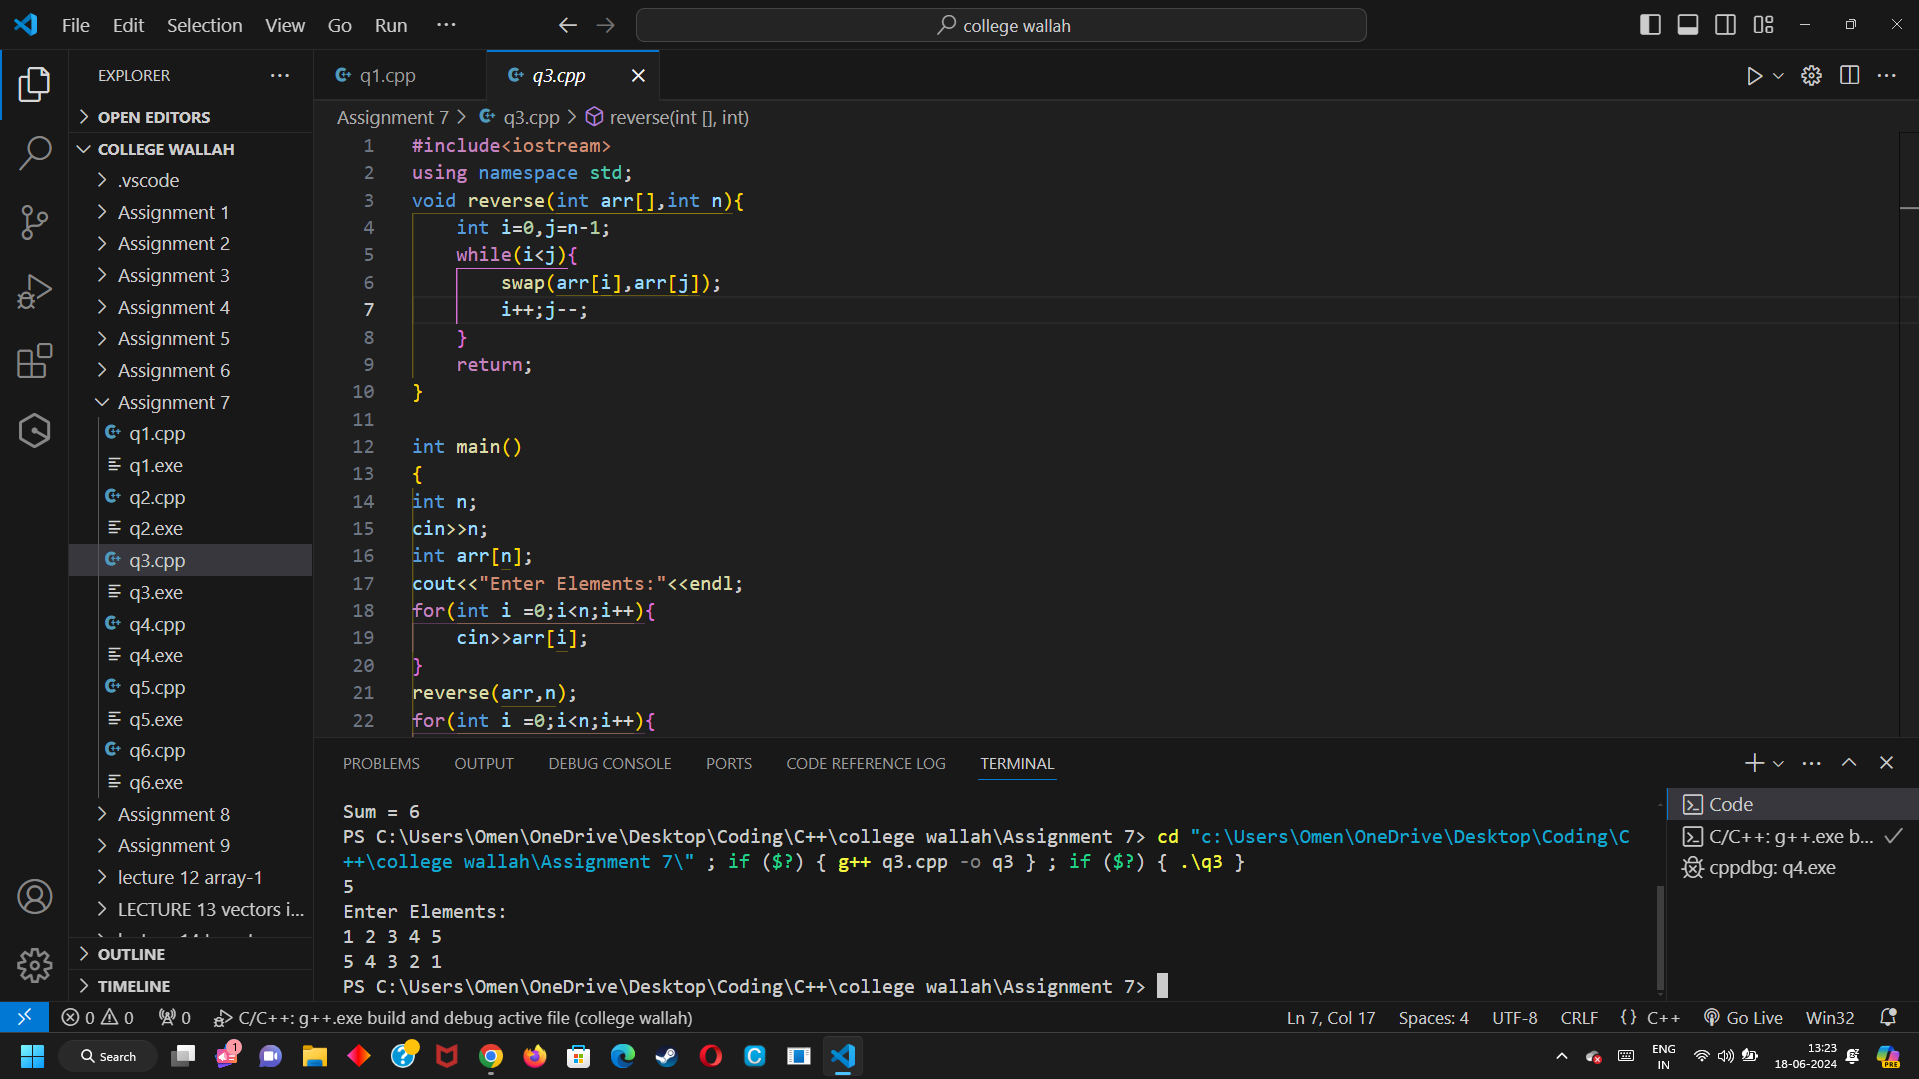 File Edit Selection View Go Run ··· college wallah
EXPLORER ···
OPEN EDITORS
COLLEGE WALLAH
.vscode
Assignment 1
Assignment 2
Assignment 3
Assignment 4
Assignment 5
Assignment 6
Assignment 7
q1.cpp
q1.exe
q2.cpp
q2.exe
q3.cpp
q3.exe
q4.cpp
q4.exe
q5.cpp
q5.exe
q6.cpp
q6.exe
Assignment 8
Assignment 9
lecture 12 array-1
LECTURE 13 vectors i...
OUTLINE
TIMELINE
q1.cpp q3.cpp
Assignment 7 > q3.cpp > reverse(int [], int)
1 #include<iostream>
2 using namespace std;
3 void reverse(int arr[],int n){
4 int i=0,j=n-1;
5 while(i<j){
6 swap(arr[i],arr[j]);
7 i++;j--;
8 }
9 return;
10 }
11
12 int main()
13 {
14 int n;
15 cin>>n;
16 int arr[n];
17 cout<<"Enter Elements:"<<endl;
18 for(int i =0;i<n;i++){
19 cin>>arr[i];
20 }
21 reverse(arr,n);
22 for(int i =0;i<n;i++){
PROBLEMS OUTPUT DEBUG CONSOLE PORTS CODE REFERENCE LOG TERMINAL
Sum = 6
PS C:\Users\Omen\OneDrive\Desktop\Coding\C++\college wallah\Assignment 7> cd "c:\Users\Omen\OneDrive\Desktop\Coding\C
++\college wallah\Assignment 7\" ; if ($?) { g++ q3.cpp -o q3 } ; if ($?) { .\q3 }
5
Enter Elements:
1 2 3 4 5
5 4 3 2 1
PS C:\Users\Omen\OneDrive\Desktop\Coding\C++\college wallah\Assignment 7>
Code
C/C++: g++.exe b...
cppdbg: q4.exe
0 0 0 C/C++: g++.exe build and debug active file (college wallah) Ln 7, Col 17 Spaces: 4 UTF-8 CRLF {} C++ Go Live Win32
Search 1 ENG IN 13:23 18-06-2024 PRE